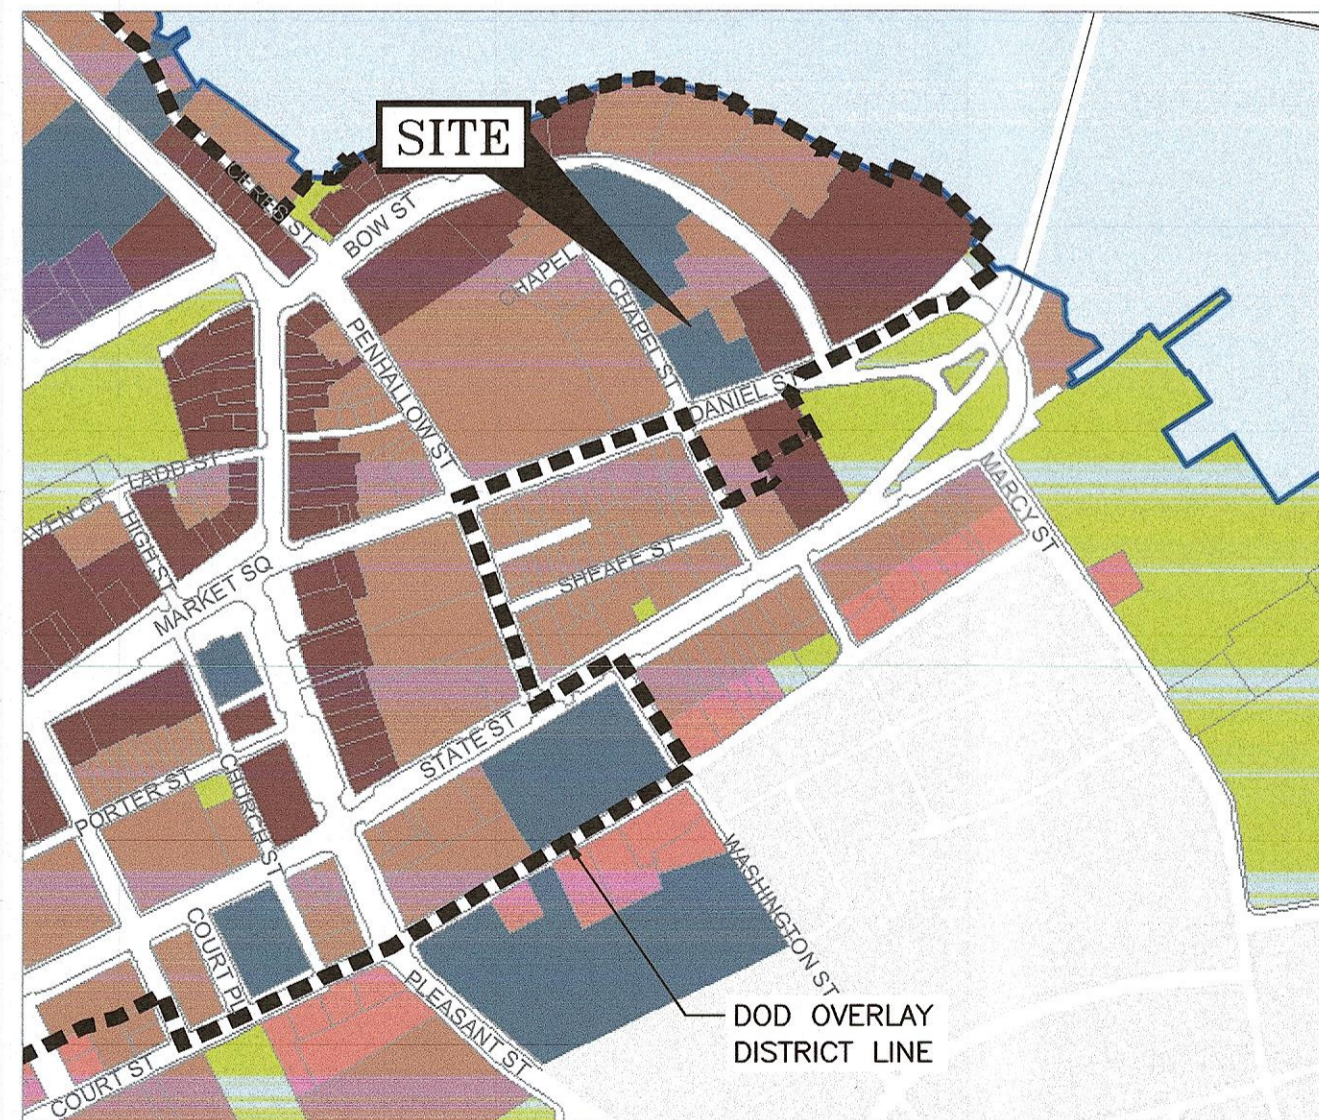 SITE
CERES ST
BOW ST
CHAPEL
CHAPEL ST
PENHALLOW ST
DANIEL ST
LADD ST
HAVEN CT
HIGH ST
MARKET SQ
SHEAFE ST
MARCY ST
STATE ST
PORTER ST
CHURCH ST
WASHINGTON ST
COURT PL
PLEASANT ST
COURT ST
DOD OVERLAY
DISTRICT LINE